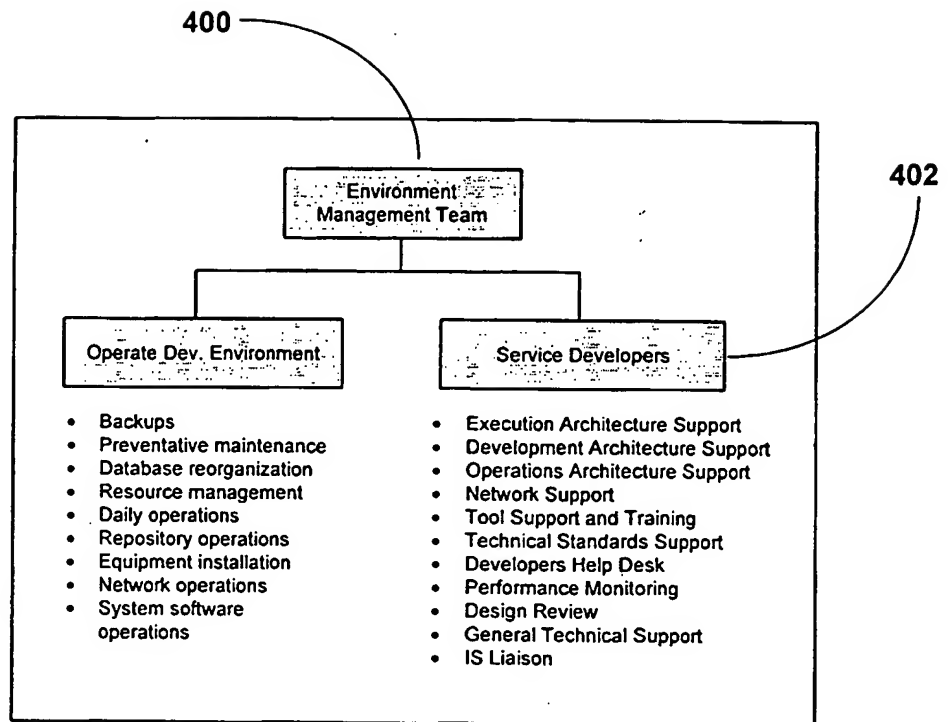 400
402
Environment
Management Team
Operate Dev. Environment
Service Developers
• Backups
• Preventative maintenance
• Database reorganization
• Resource management
• Daily operations
• Repository operations
• Equipment installation
• Network operations
• System software
operations
• Execution Architecture Support
• Development Architecture Support
• Operations Architecture Support
• Network Support
• Tool Support and Training
• Technical Standards Support
• Developers Help Desk
• Performance Monitoring
• Design Review
• General Technical Support
• IS Liaison